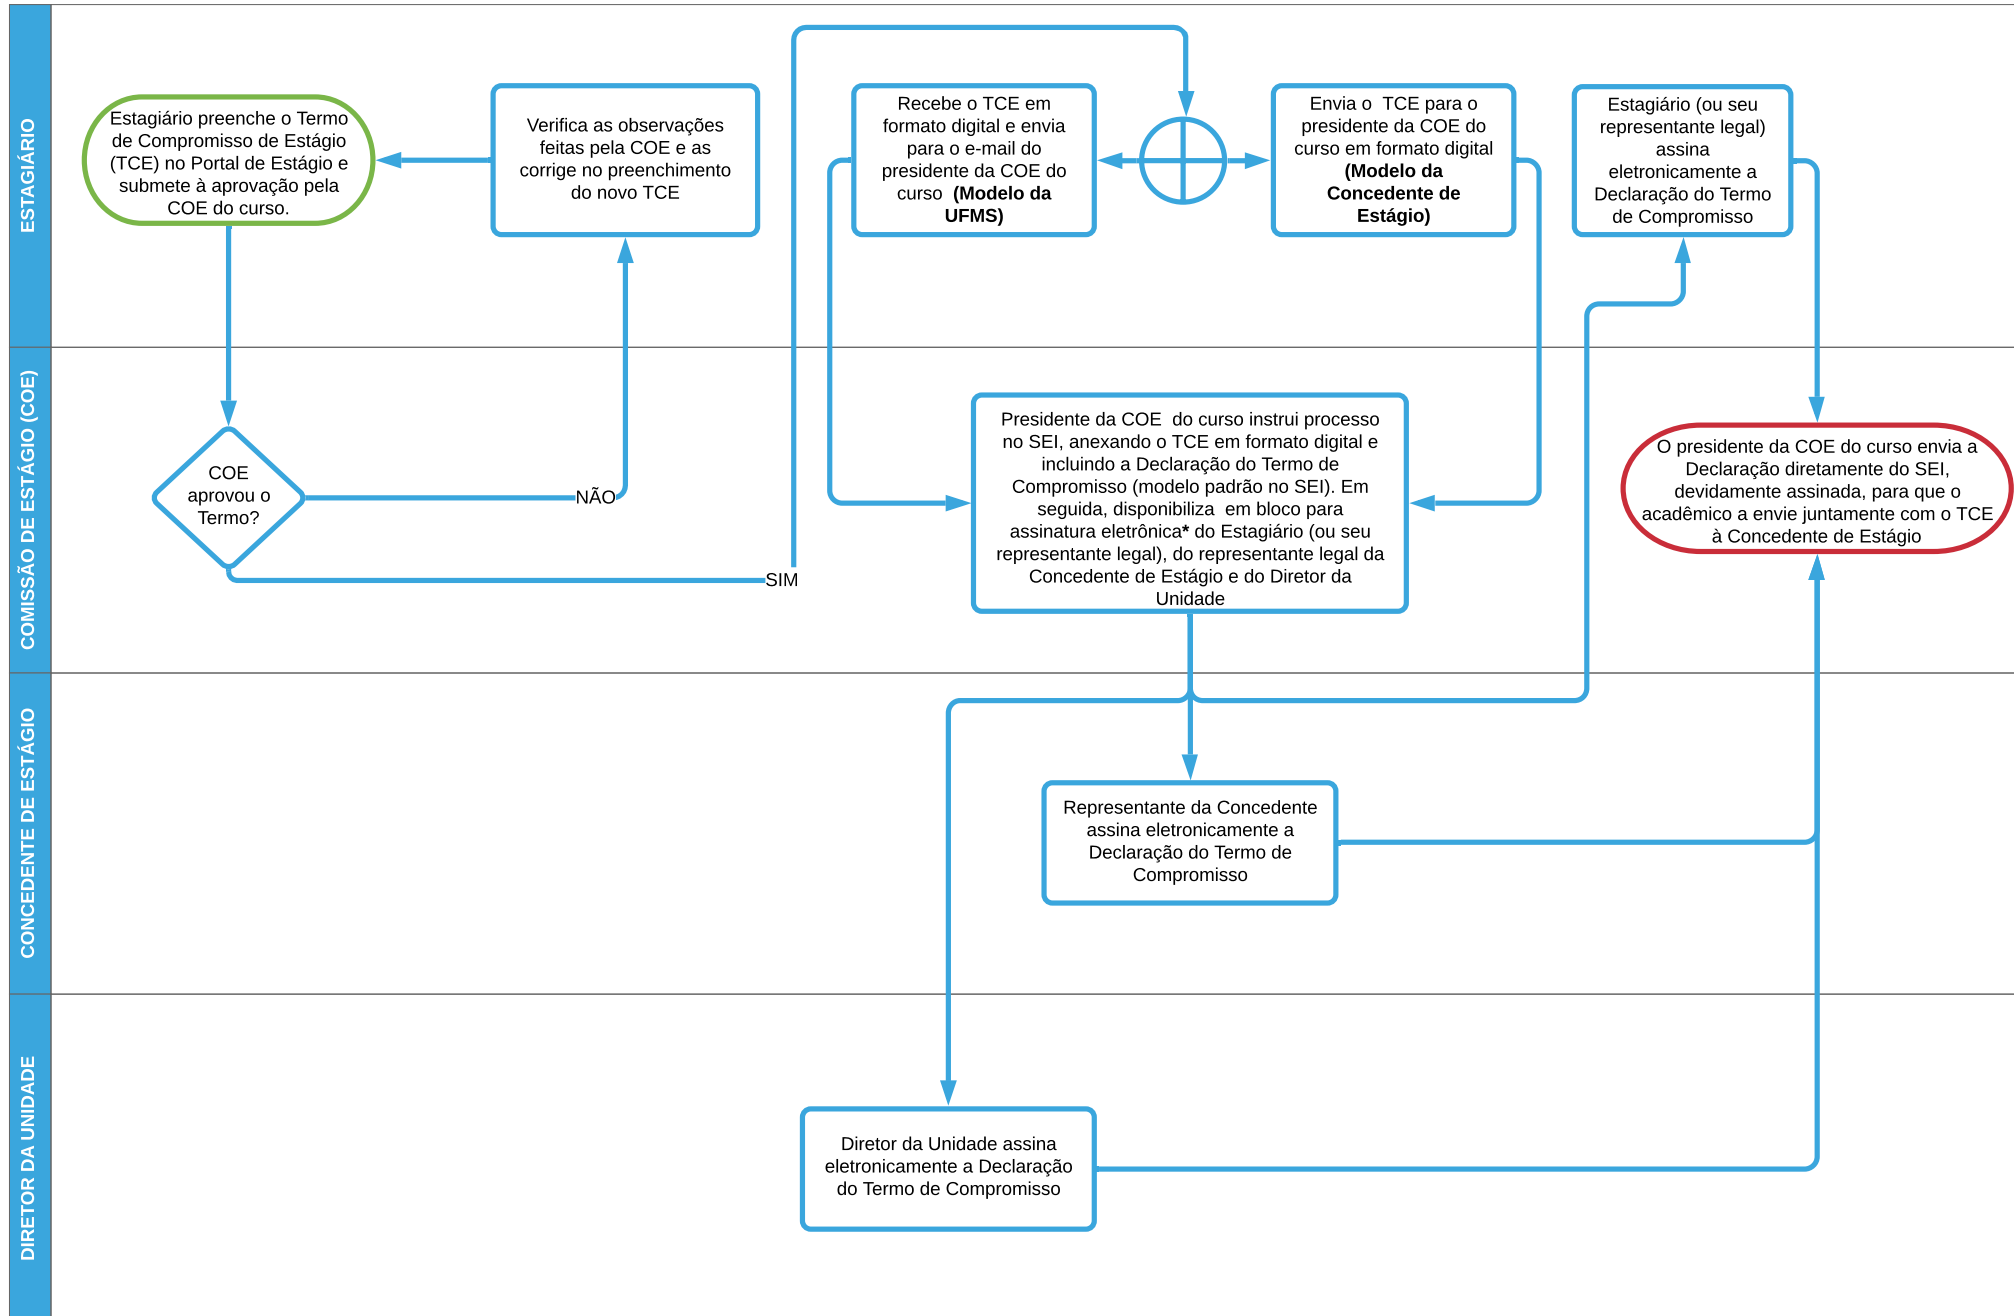 ESTAGIÁRIO
Estagiário preenche o Termo
de Compromisso de Estágio
(TCE) no Portal de Estágio e
submete à aprovação pela
COE do curso.
Verifica as observações
feitas pela COE e as
corrige no preenchimento
do novo TCE
Recebe o TCE em
formato digital e envia
para o e-mail do
presidente da COE do
curso (Modelo da
UFMS)
Envia o TCE para o
presidente da COE do
curso em formato digital
(Modelo da
Concedente de
Estágio)
Estagiário (ou seu
representante legal)
assina
eletronicamente a
Declaração do Termo
de Compromisso
COMISSÃO DE ESTÁGIO (COE)
COE
aprovou o
Termo?
NÃO
SIM
Presidente da COE do curso instrui processo
no SEI, anexando o TCE em formato digital e
incluindo a Declaração do Termo de
Compromisso (modelo padrão no SEI). Em
seguida, disponibiliza em bloco para
assinatura eletrônica* do Estagiário (ou seu
representante legal), do representante legal da
Concedente de Estágio e do Diretor da
Unidade
O presidente da COE do curso envia a
Declaração diretamente do SEI,
devidamente assinada, para que o
acadêmico a envie juntamente com o TCE
à Concedente de Estágio
CONCEDENTE DE ESTÁGIO
Representante da Concedente
assina eletronicamente a
Declaração do Termo de
Compromisso
DIRETOR DA UNIDADE
Diretor da Unidade assina
eletronicamente a Declaração
do Termo de Compromisso